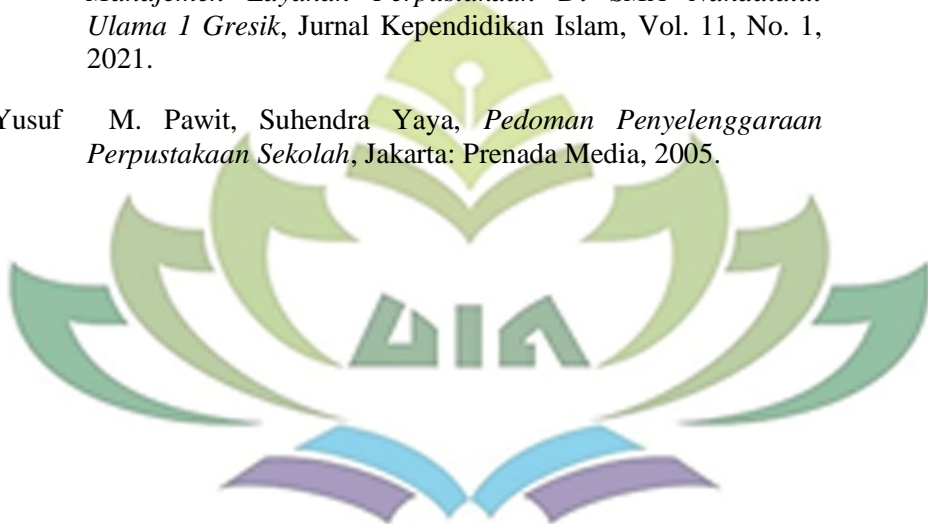 Manajemen Layanan Perpustakaan Di SMA Nahdlatul
Ulama 1 Gresik, Jurnal Kependidikan Islam, Vol. 11, No. 1,
2021.
Yusuf M. Pawit, Suhendra Yaya, Pedoman Penyelenggaraan
Perpustakaan Sekolah, Jakarta: Prenada Media, 2005.
UIN